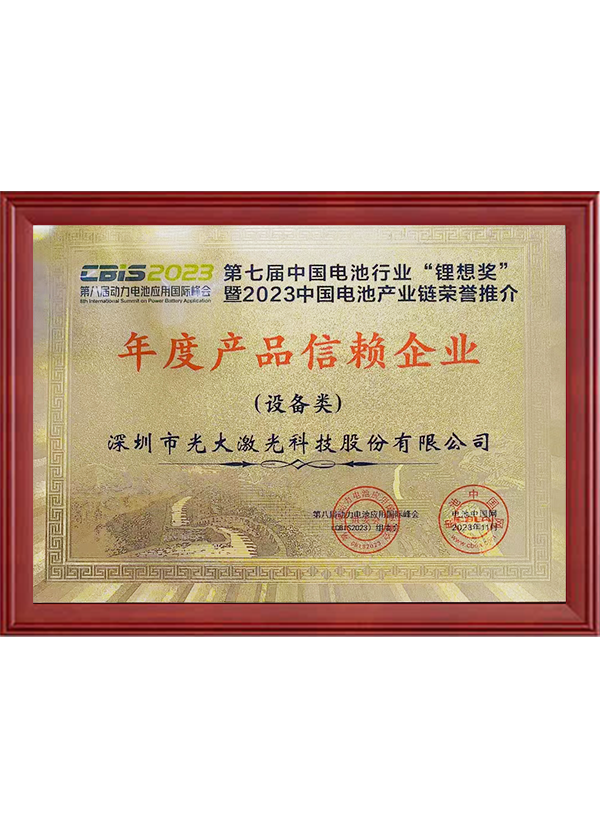 CBIS2023
第八届动力电池应用国际峰会
8th International Summit on Power Battery Application
第七届中国电池行业“锂想奖”
暨2023中国电池产业链荣誉推介
年度产品信赖企业
（设备类）
深圳市光大激光科技股份有限公司
第八届动力电池应用国际峰会
（CBIS2023）组委会
电池中国网
2023年11月